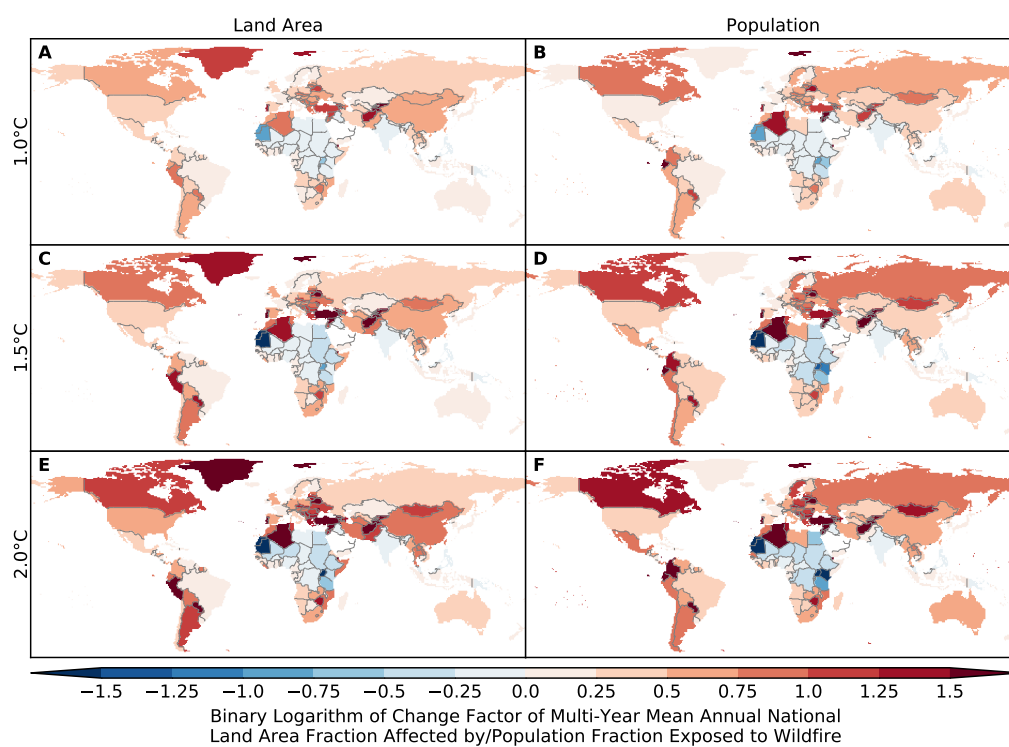 Land Area
Population
A
B
1.0°C
C
D
1.5°C
E
F
2.0°C
−1.5 −1.25 −1.0 −0.75 −0.5 −0.25 0.0 0.25 0.5 0.75 1.0 1.25 1.5
Binary Logarithm of Change Factor of Multi-Year Mean Annual National
Land Area Fraction Affected by/Population Fraction Exposed to Wildfire